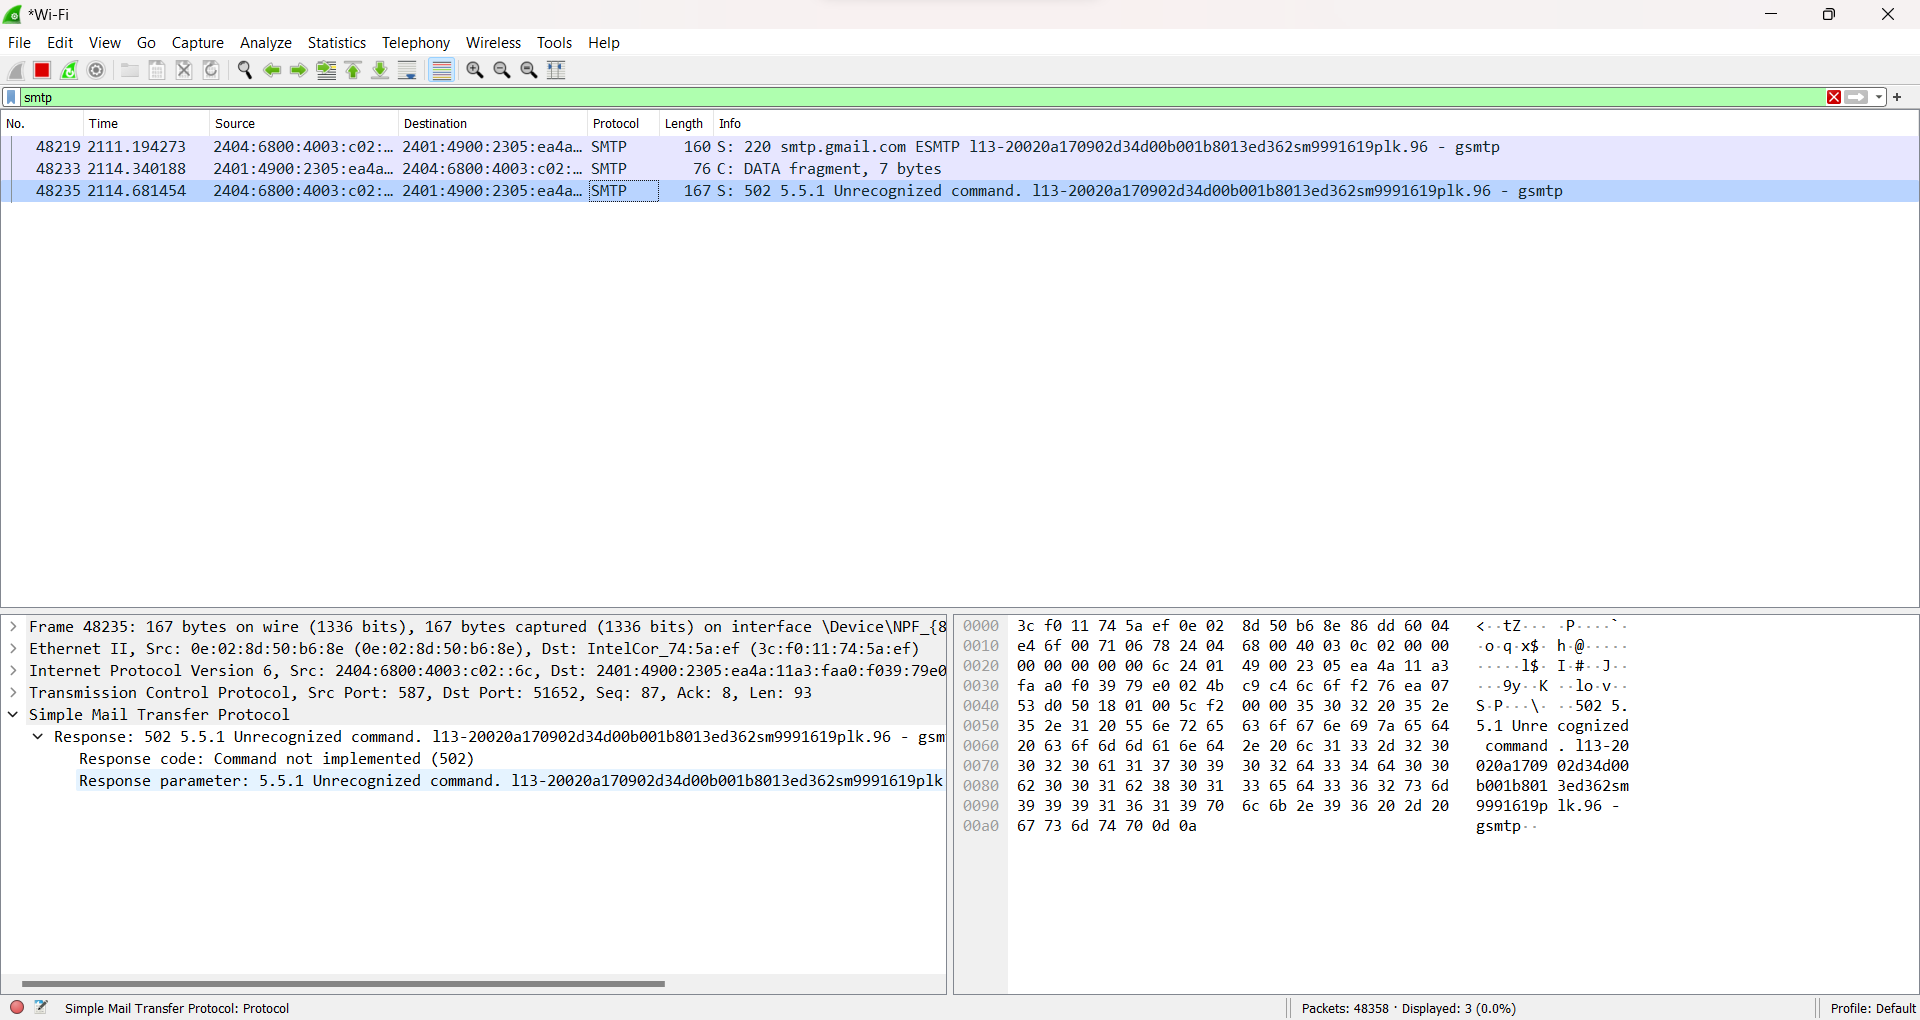 *Wi-Fi
File Edit View Go Capture Analyze Statistics Telephony Wireless Tools Help
smtp
No. Time Source Destination Protocol Length Info
48219 2111.194273 2404:6800:4003:c02:… 2401:4900:2305:ea4a… SMTP 160 S: 220 smtp.gmail.com ESMTP l13-20020a170902d34d00b001b8013ed362sm9991619plk.96 - gsmtp
48233 2114.340188 2401:4900:2305:ea4a… 2404:6800:4003:c02:… SMTP 76 C: DATA fragment, 7 bytes
48235 2114.681454 2404:6800:4003:c02:… 2401:4900:2305:ea4a… SMTP 167 S: 502 5.5.1 Unrecognized command. l13-20020a170902d34d00b001b8013ed362sm9991619plk.96 - gsmtp
Frame 48235: 167 bytes on wire (1336 bits), 167 bytes captured (1336 bits) on interface \Device\NPF_{8
Ethernet II, Src: 0e:02:8d:50:b6:8e (0e:02:8d:50:b6:8e), Dst: IntelCor_74:5a:ef (3c:f0:11:74:5a:ef)
Internet Protocol Version 6, Src: 2404:6800:4003:c02::6c, Dst: 2401:4900:2305:ea4a:11a3:faa0:f039:79e0
Transmission Control Protocol, Src Port: 587, Dst Port: 51652, Seq: 87, Ack: 8, Len: 93
Simple Mail Transfer Protocol
Response: 502 5.5.1 Unrecognized command. l13-20020a170902d34d00b001b8013ed362sm9991619plk.96 - gsm
Response code: Command not implemented (502)
Response parameter: 5.5.1 Unrecognized command. l13-20020a170902d34d00b001b8013ed362sm9991619plk
0000 3c f0 11 74 5a ef 0e 02 8d 50 b6 8e 86 dd 60 04 <··tZ··· ·P····`·
0010 e4 6f 00 71 06 78 24 04 68 00 40 03 0c 02 00 00 ·o·q·x$· h·@·····
0020 00 00 00 00 00 6c 24 01 49 00 23 05 ea 4a 11 a3 ·····l$· I·#··J··
0030 fa a0 f0 39 79 e0 02 4b c9 c4 6c 6f f2 76 ea 07 ···9y··K ··lo·v··
0040 53 d0 50 18 01 00 5c f2 00 00 35 30 32 20 35 2e S·P···\· ··502 5.
0050 35 2e 31 20 55 6e 72 65 63 6f 67 6e 69 7a 65 64 5.1 Unre cognized
0060 20 63 6f 6d 6d 61 6e 64 2e 20 6c 31 33 2d 32 30 command . l13-20
0070 30 32 30 61 31 37 30 39 30 32 64 33 34 64 30 30 020a1709 02d34d00
0080 62 30 30 31 62 38 30 31 33 65 64 33 36 32 73 6d b001b801 3ed362sm
0090 39 39 39 31 36 31 39 70 6c 6b 2e 39 36 20 2d 20 9991619p lk.96 -
00a0 67 73 6d 74 70 0d 0a gsmtp··
Simple Mail Transfer Protocol: Protocol
Packets: 48358 · Displayed: 3 (0.0%)
Profile: Default